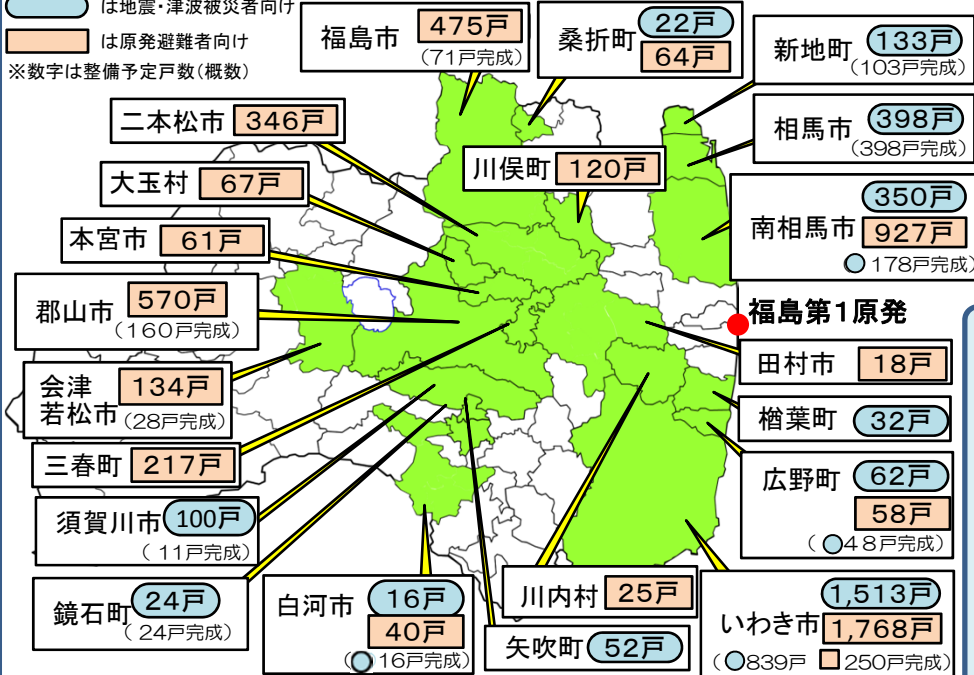 は地震・津波被災者向け
は原発避難者向け
※数字は整備予定戸数(概数)
福島市 475戸
(71戸完成)
桑折町 22戸
64戸
新地町 133戸
(103戸完成)
二本松市 346戸
相馬市 398戸
(398戸完成)
川俣町 120戸
大玉村 67戸
南相馬市 350戸
927戸
178戸完成)
本宮市 61戸
郡山市 570戸
(160戸完成)
福島第1原発
田村市 18戸
会津
若松市 134戸
(28戸完成)
楢葉町 32戸
三春町 217戸
広野町 62戸
58戸
(48戸完成)
須賀川市 100戸
(11戸完成)
鏡石町 24戸
(24戸完成)
白河市 16戸
40戸
(16戸完成)
川内村 25戸
矢吹町 52戸
いわき市 1,513戸
1,768戸
(839戸 250戸完成)